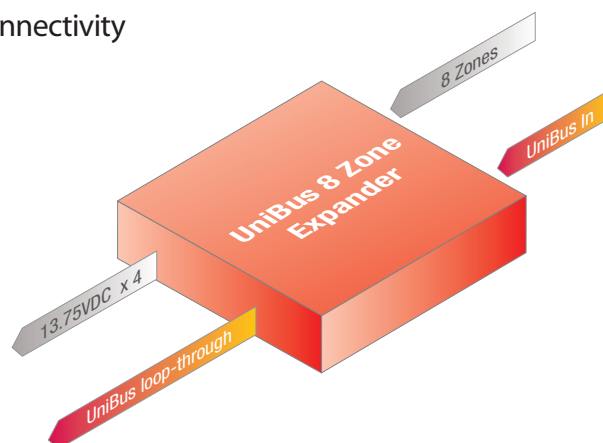 nnectivity
8 Zones
UniBus In
UniBus 8 Zone
Expander
13.75VDC x 4
UniBus loop-through